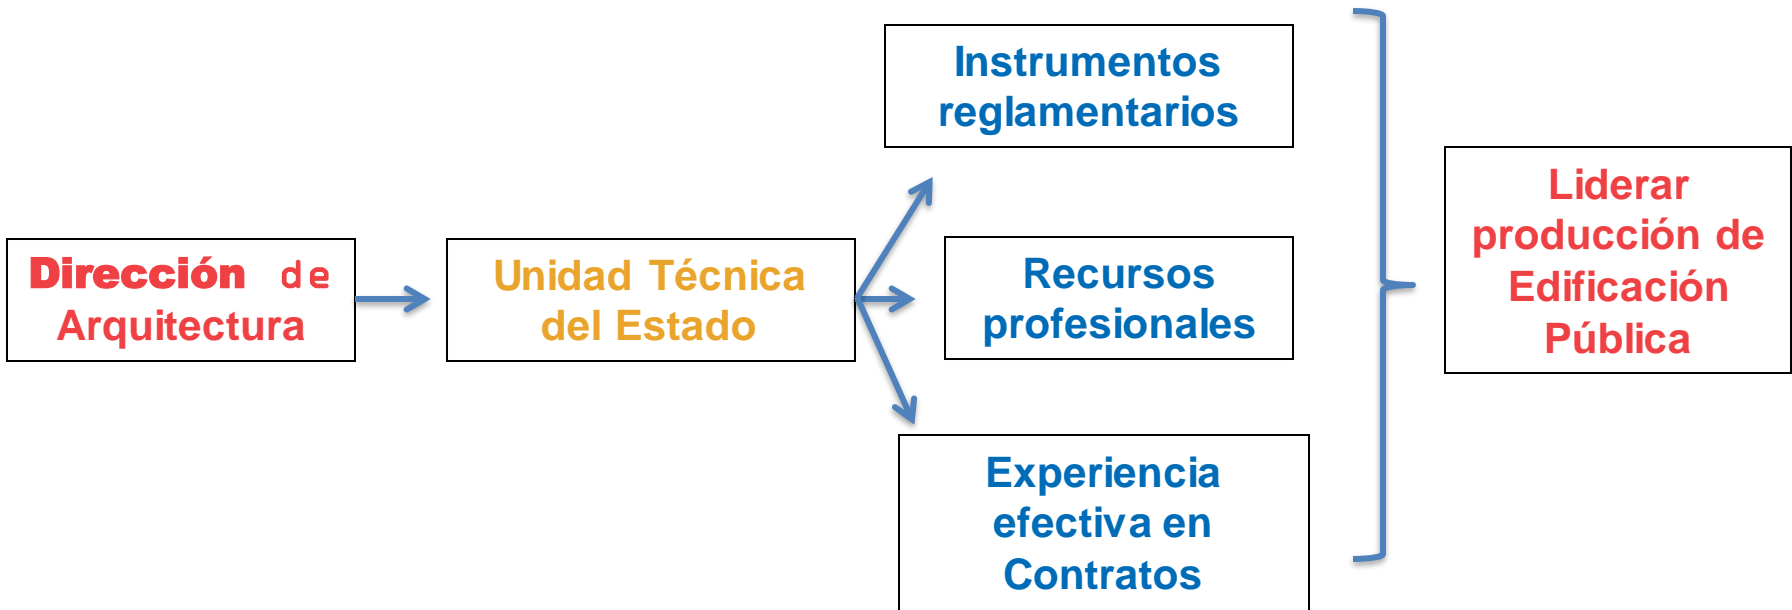 Dirección de
Arquitectura
Unidad Técnica
del Estado
Instrumentos
reglamentarios
Recursos
profesionales
Experiencia
efectiva en
Contratos
Liderar
producción de
Edificación
Pública